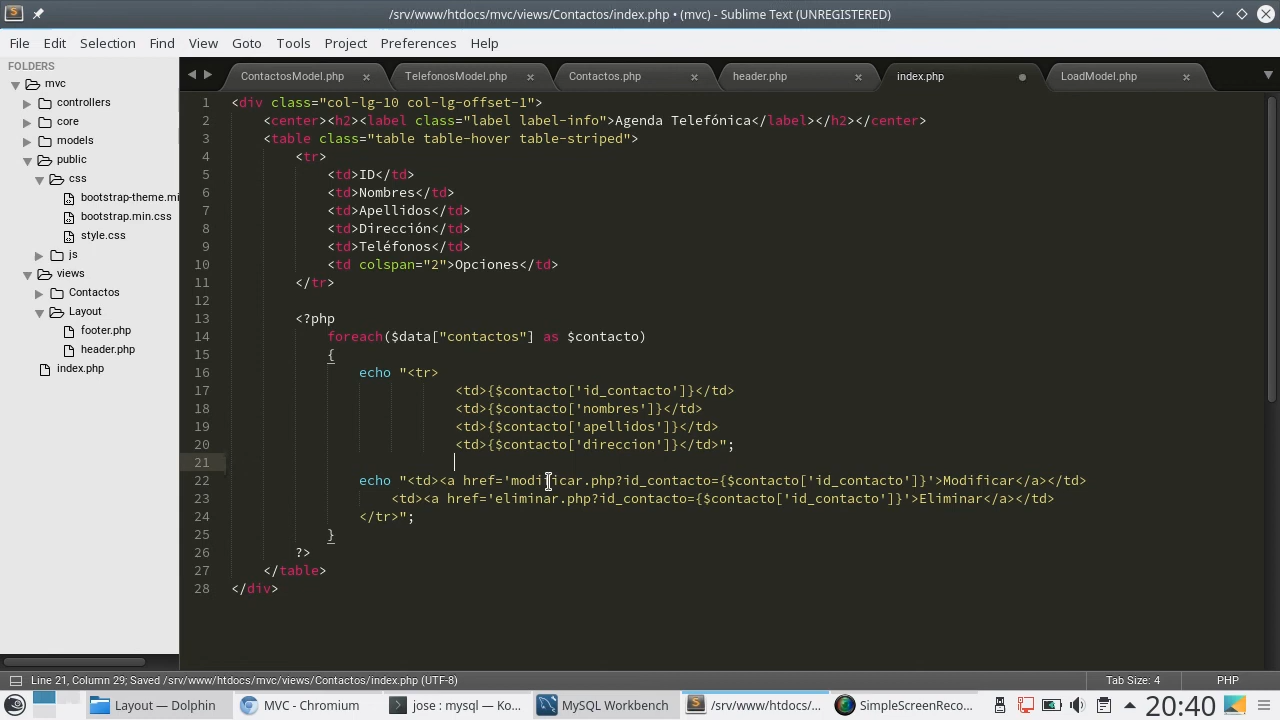 /srv/www/htdocs/mvc/views/Contactos/index.php • (mvc) - Sublime Text (UNREGISTERED)
File Edit Selection Find View Goto Tools Project Preferences Help
FOLDERS
mvc
controllers
core
models
public
css
bootstrap-theme.mi
bootstrap.min.css
style.css
js
views
Contactos
Layout
footer.php
header.php
index.php
ContactosModel.php TelefonosModel.php Contactos.php header.php index.php LoadModel.php
1 <div class="col-lg-10 col-lg-offset-1">
2 <center><h2><label class="label label-info">Agenda Telefónica</label></h2></center>
3 <table class="table table-hover table-striped">
4 <tr>
5 <td>ID</td>
6 <td>Nombres</td>
7 <td>Apellidos</td>
8 <td>Dirección</td>
9 <td>Teléfonos</td>
10 <td colspan="2">Opciones</td>
11 </tr>
12
13 <?php
14 foreach($data["contactos"] as $contacto)
15 {
16 echo "<tr>
17 <td>{$contacto['id_contacto']}</td>
18 <td>{$contacto['nombres']}</td>
19 <td>{$contacto['apellidos']}</td>
20 <td>{$contacto['direccion']}</td>";
21
22 echo "<td><a href='modificar.php?id_contacto={$contacto['id_contacto']}'>Modificar</a></td>
23 <td><a href='eliminar.php?id_contacto={$contacto['id_contacto']}'>Eliminar</a></td>
24 </tr>";
25 }
26 ?>
27 </table>
28 </div>
Line 21, Column 29; Saved /srv/www/htdocs/mvc/views/Contactos/index.php (UTF-8) Tab Size: 4 PHP
Layout — Dolphin MVC - Chromium jose : mysql — Ko... MySQL Workbench /srv/www/htdocs/... SimpleScreenReco... 20:40